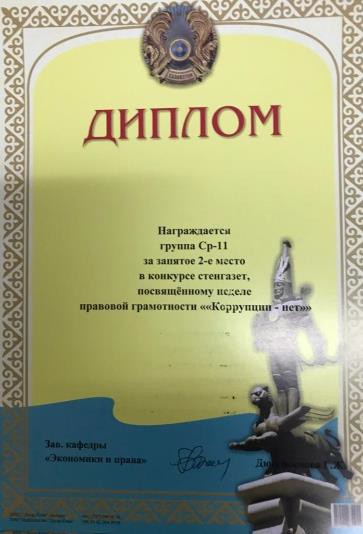 ДИПЛОМ
Награждается
группа Ср-11
за занятое 2-е место
в конкурсе стенгазет,
посвящённому неделе
правовой грамотности ««Коррупции - нет»»
Зав. кафедры
«Экономики и права»